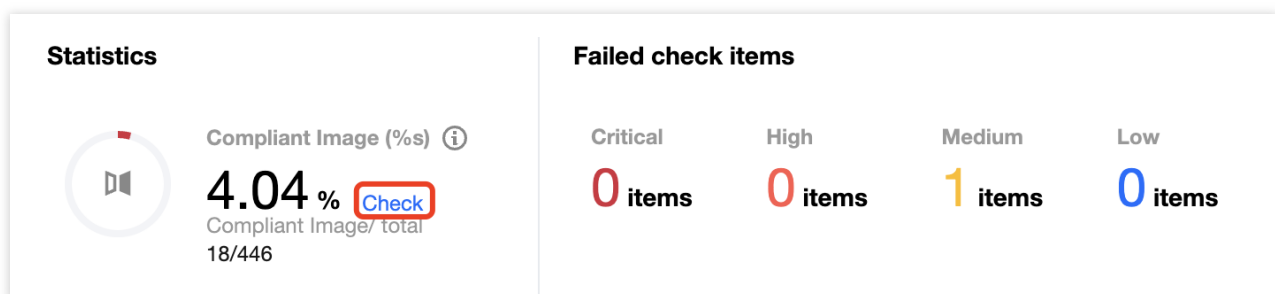 Statistics
Compliant Image (%s)
4.04 % Check
Compliant Image/ total
18/446
Failed check items
Critical
0 items
High
0 items
Medium
1 items
Low
0 items